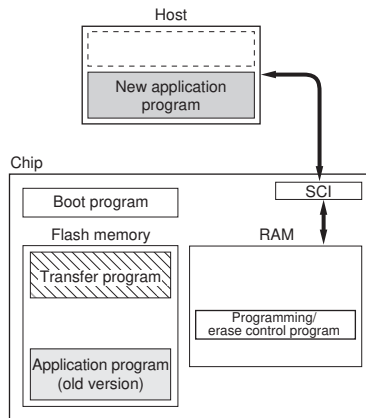 Host
New application
program
Chip
SCI
Boot program
Flash memory
RAM
Transfer program
Programming/
erase control program
Application program
(old version)